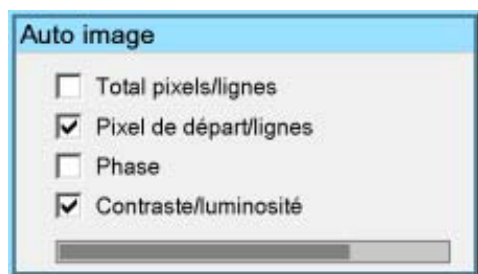 Auto image
Total pixels/lignes
Pixel de départ/lignes
Phase
Contraste/luminosité